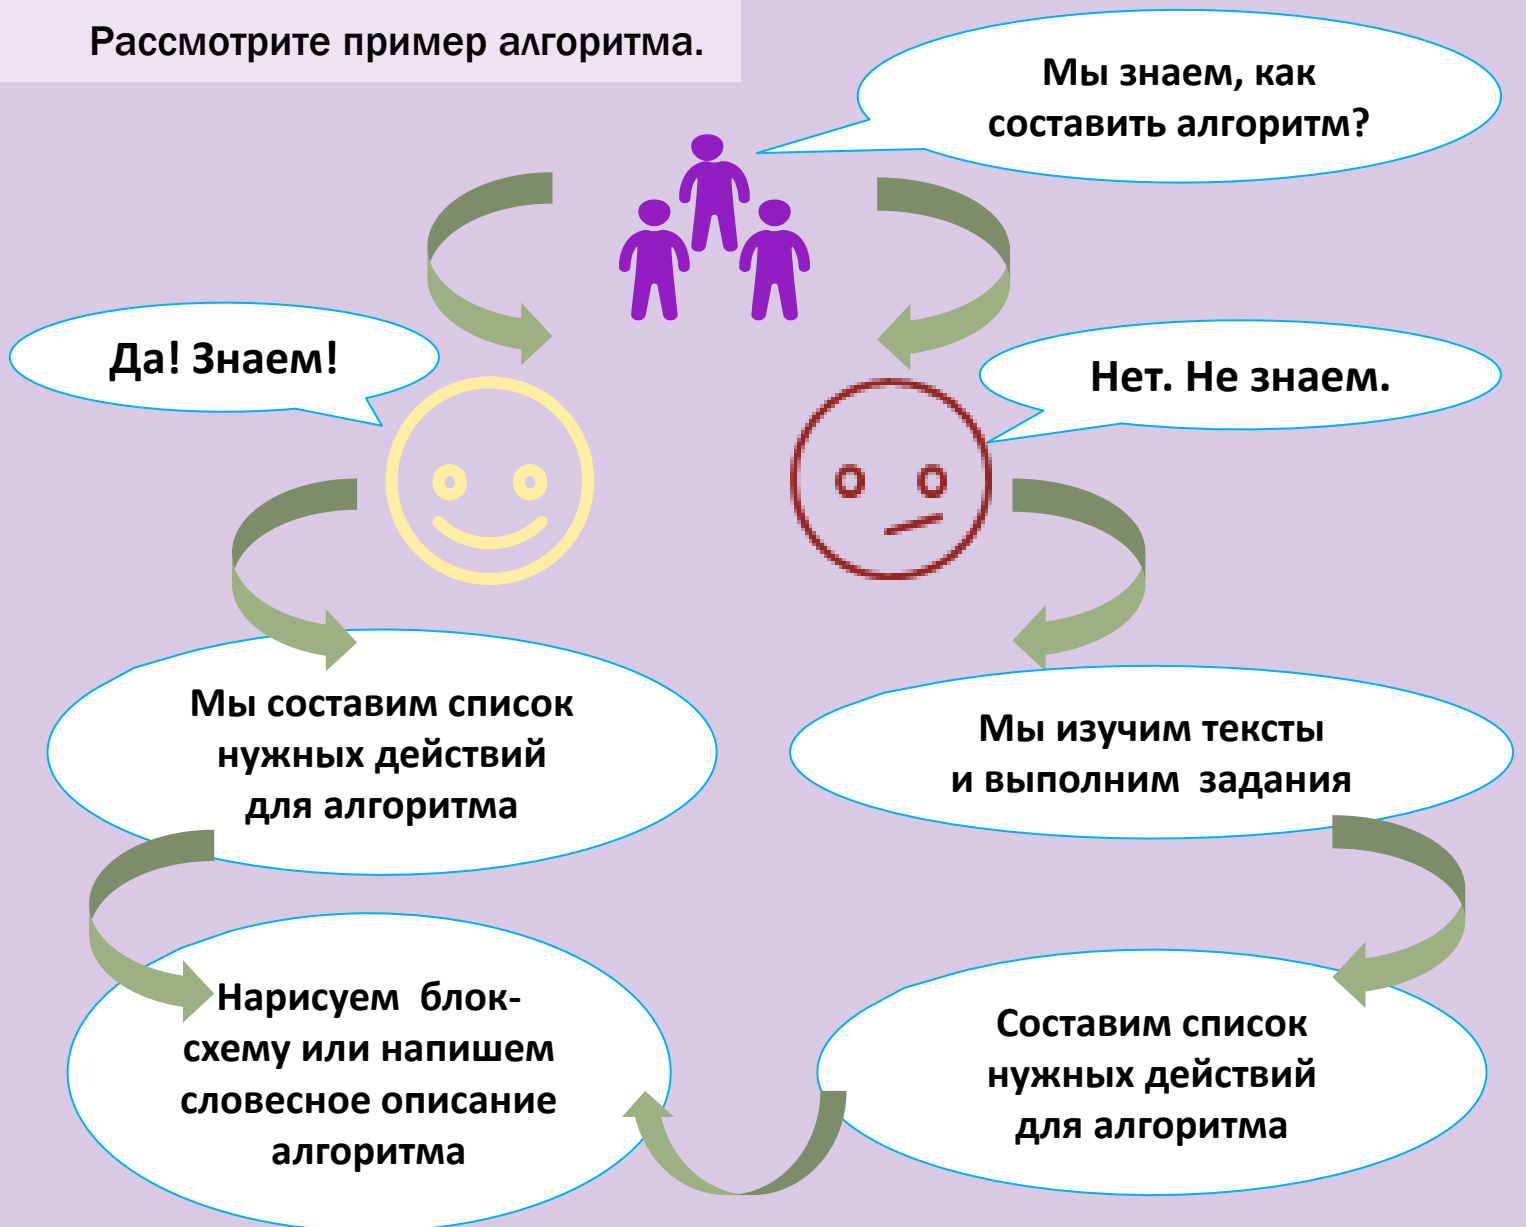 Рассмотрите пример алгоритма.
Мы знаем, как
составить алгоритм?
Да! Знаем!
Нет. Не знаем.
Мы составим список
нужных действий
для алгоритма
Мы изучим тексты
и выполним задания
Нарисуем блок-
схему или напишем
словесное описание
алгоритма
Составим список
нужных действий
для алгоритма